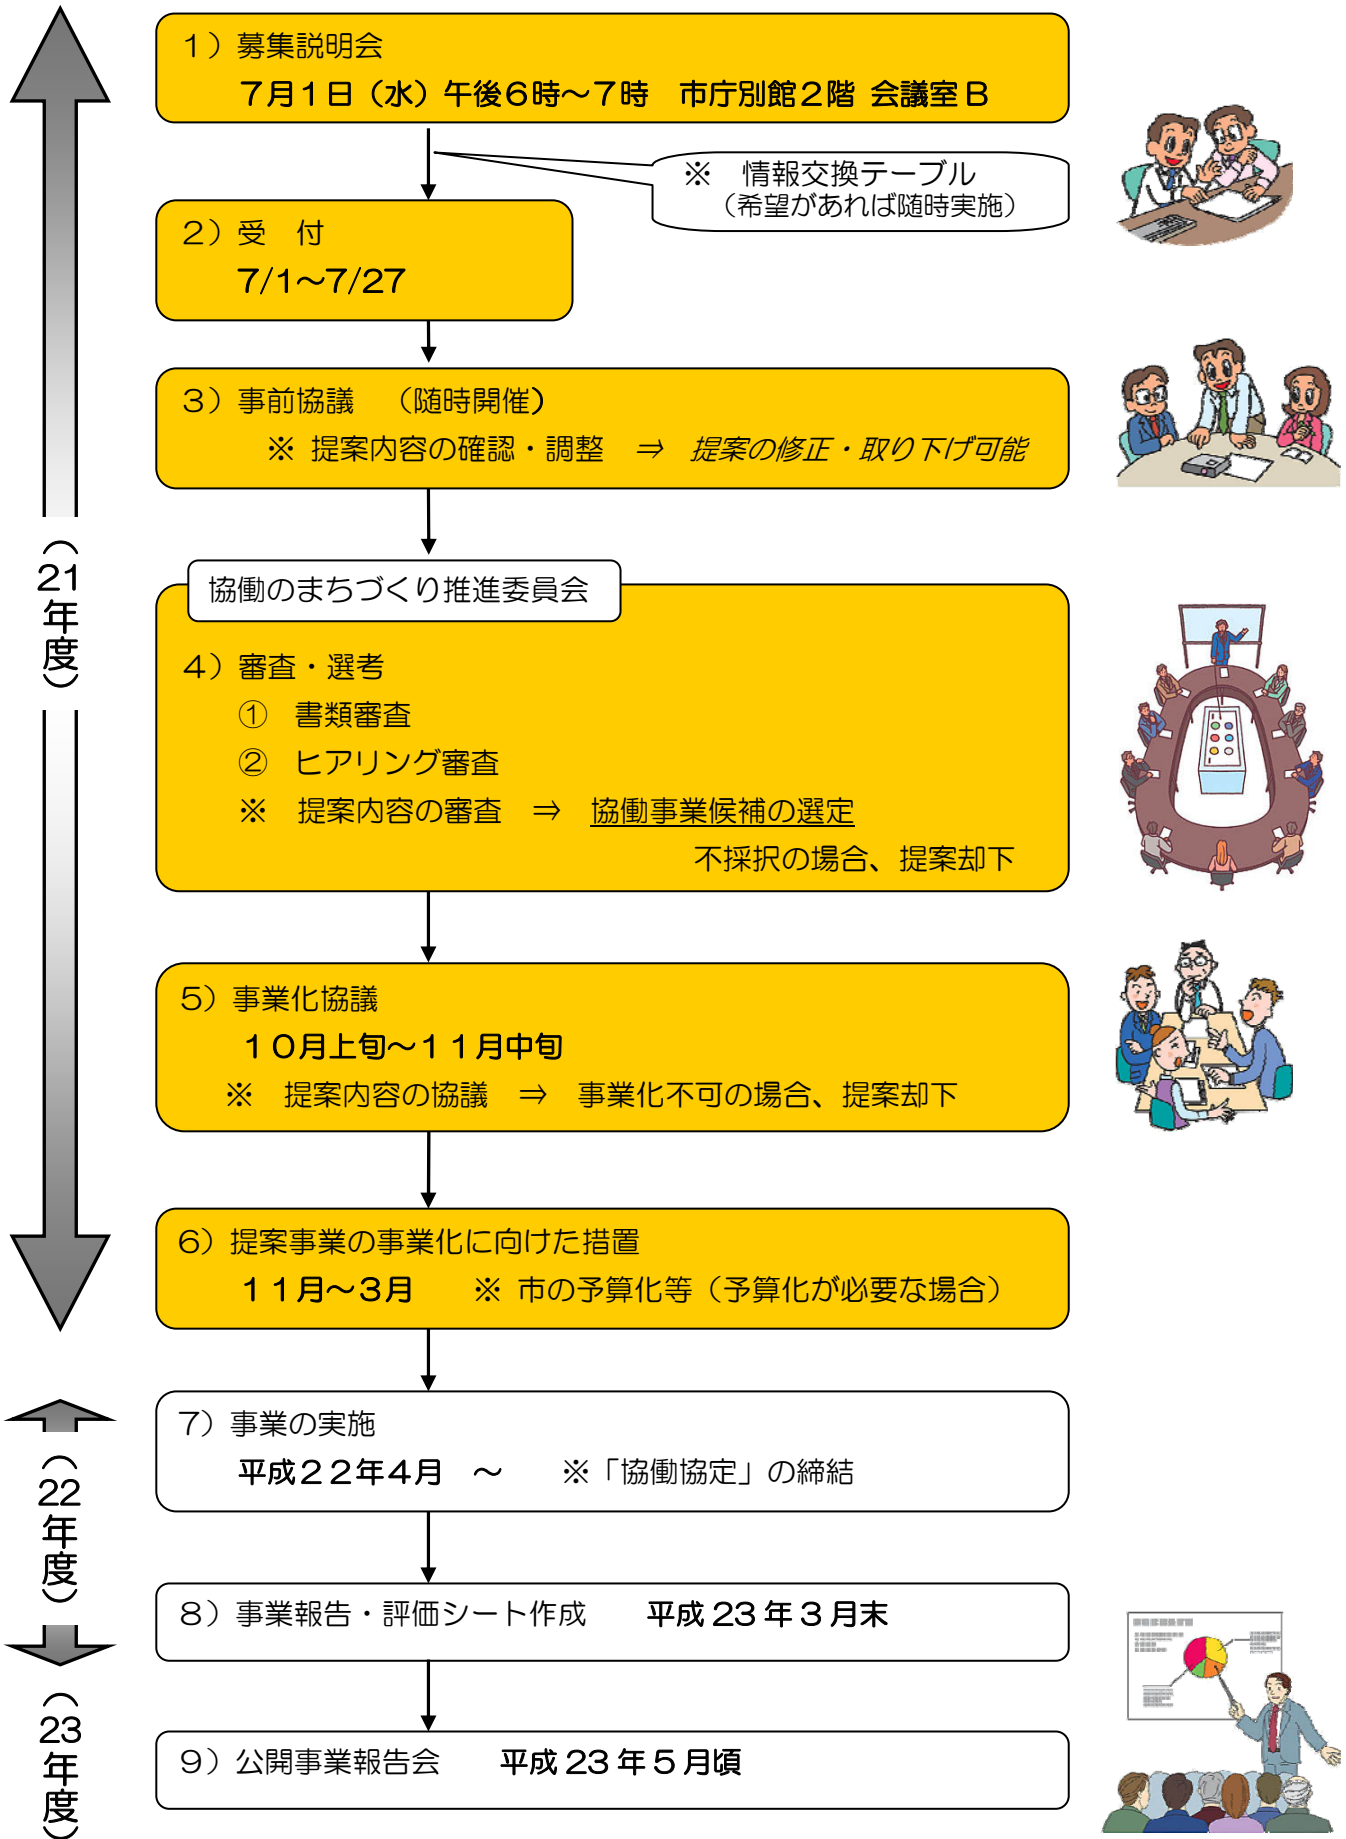 １）募集説明会
７月１日（水）午後６時～７時　市庁別館２階 会議室Ｂ
※　情報交換テーブル
（希望があれば随時実施）
２）受　付
7/1～7/27
３）事前協議　（随時開催）
※ 提案内容の確認・調整　⇒　提案の修正・取り下げ可能
（21年度）
協働のまちづくり推進委員会
４）審査・選考
①　書類審査
②　ヒアリング審査
※　提案内容の審査　⇒　協働事業候補の選定
不採択の場合、提案却下
５）事業化協議
１０月上旬～１１月中旬
※　提案内容の協議　⇒　事業化不可の場合、提案却下
６）提案事業の事業化に向けた措置
１１月～３月　※ 市の予算化等（予算化が必要な場合）
７）事業の実施
平成２２年４月　～　※「協働協定」の締結
（22年度）
８）事業報告・評価シート作成　平成 23 年 3 月末
（23年度）
９）公開事業報告会　平成 23 年 5 月頃